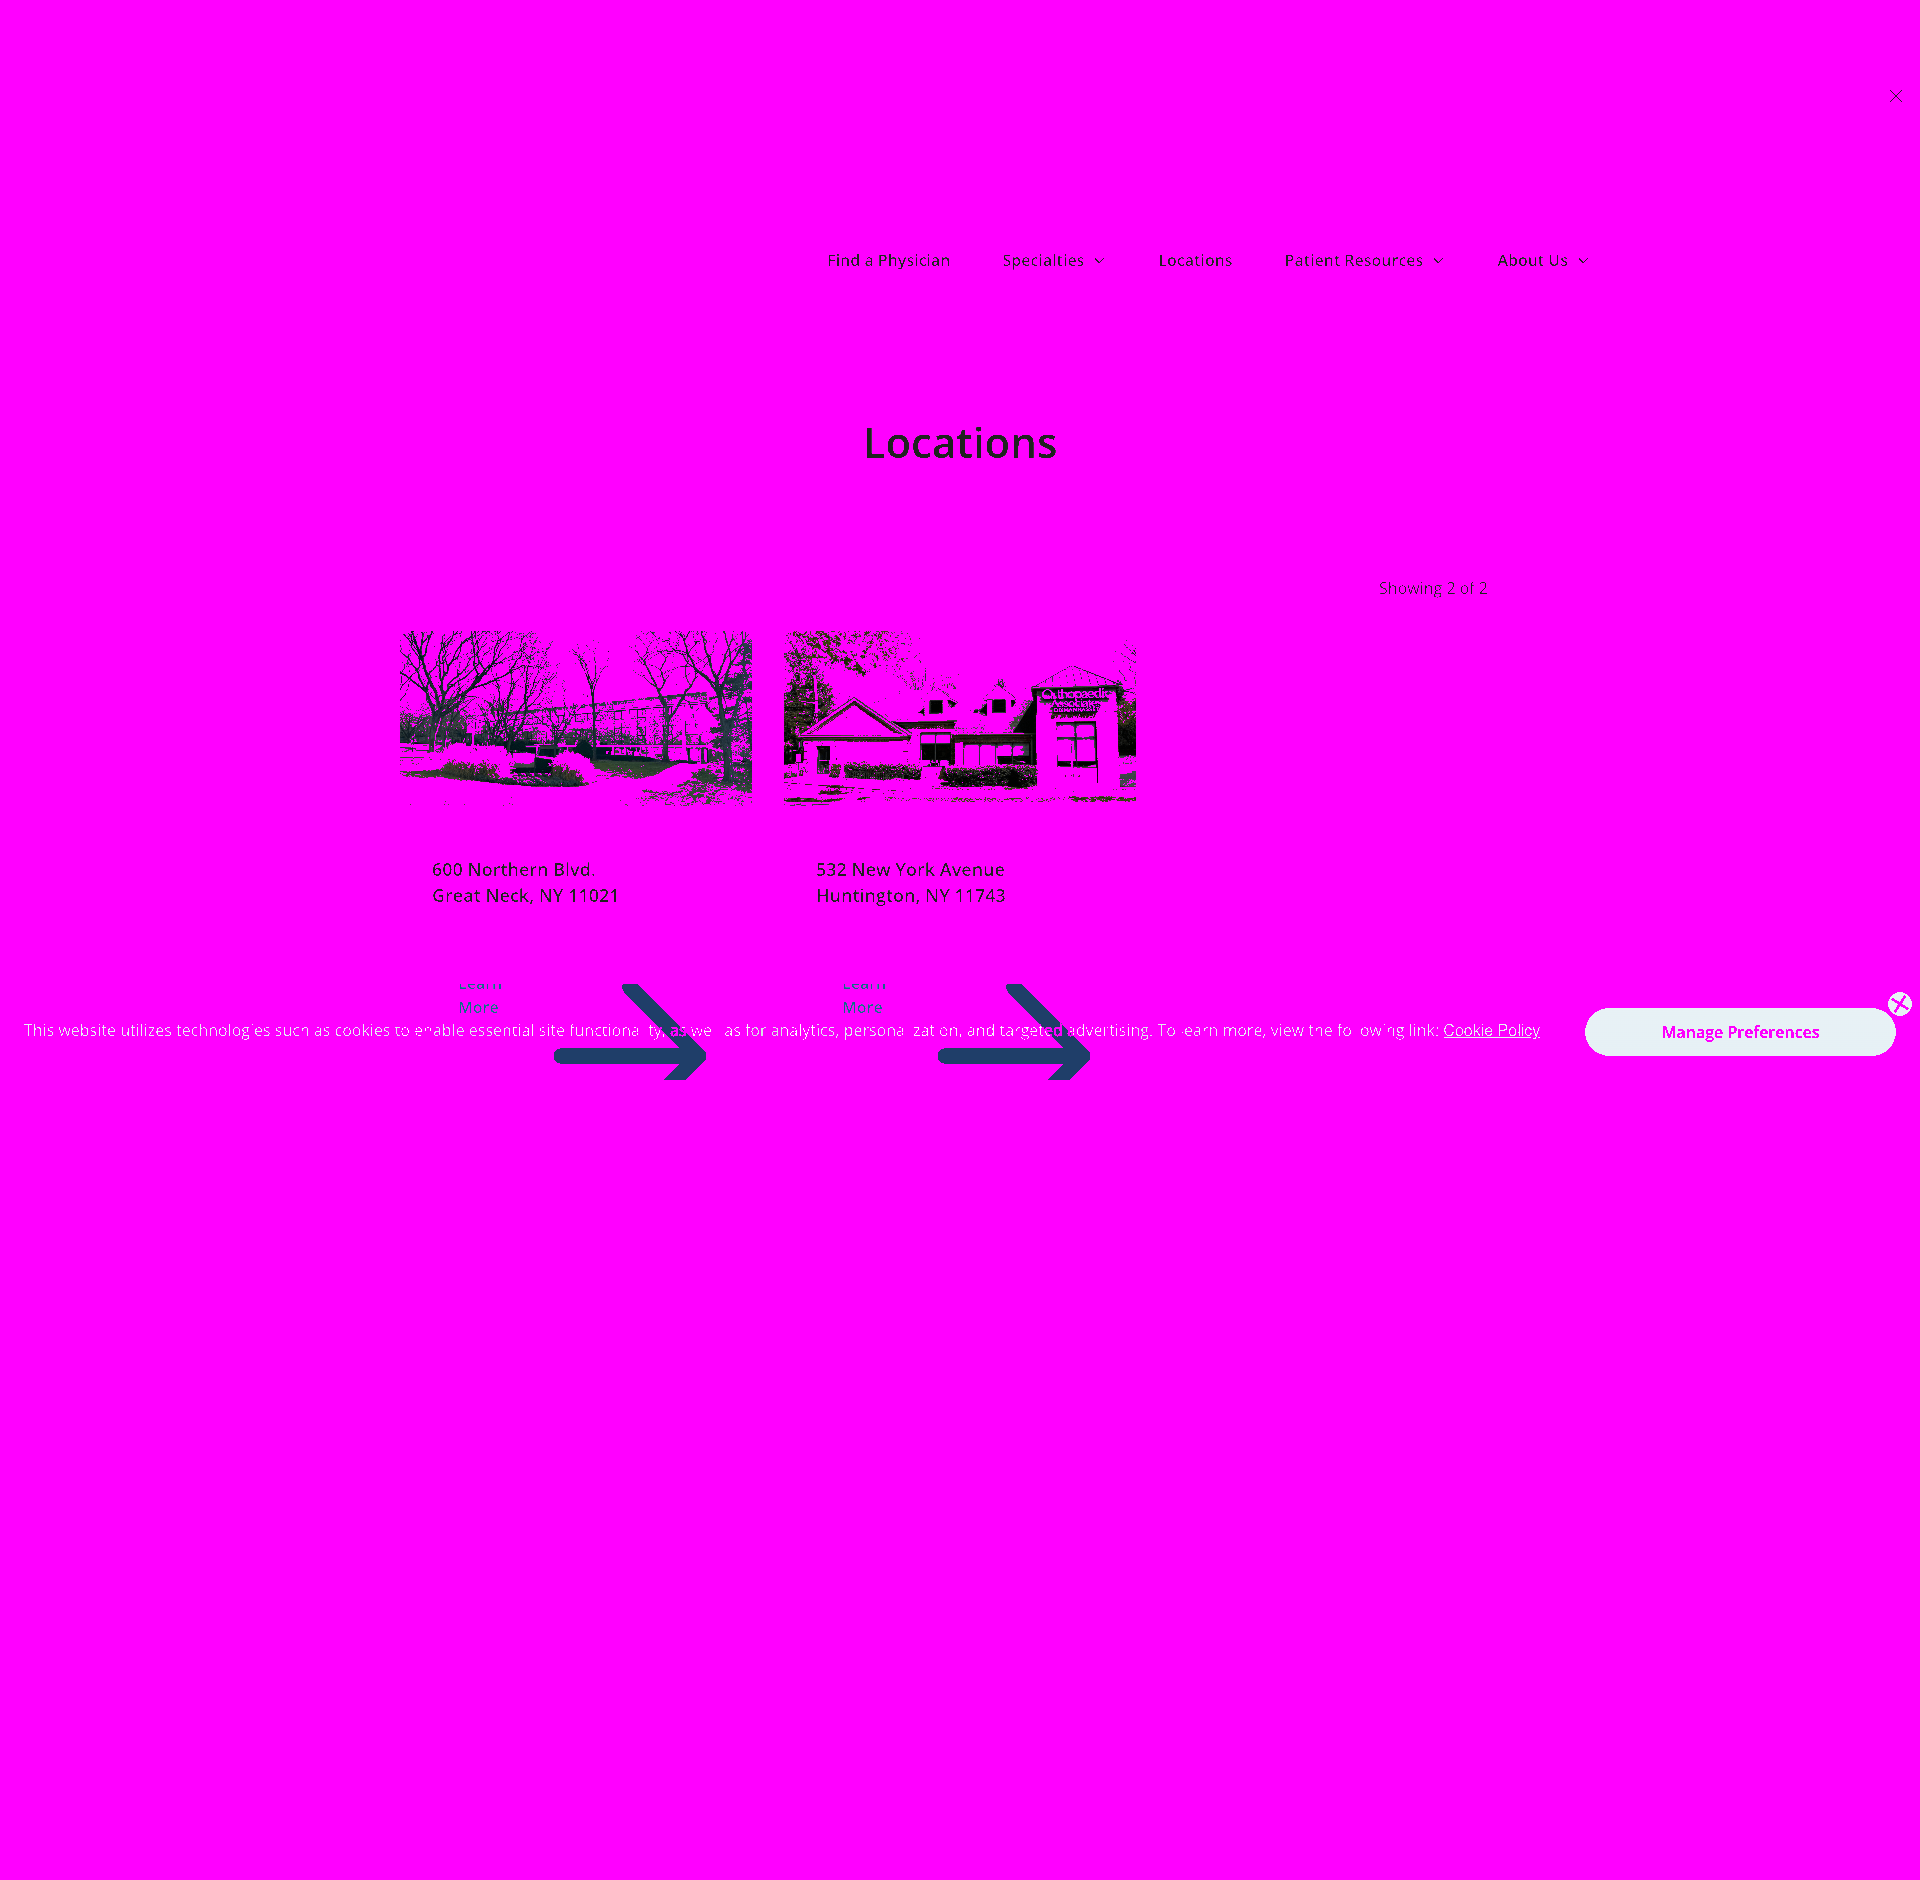 Find a Physician
Specialties
Locations
Patient Resources
About Us
Locations
Showing 2 of 2
Orthopaedic
Associates
600 Northern Blvd.
Great Neck, NY 11021
532 New York Avenue
Huntington, NY 11743
Learn
More
Learn
More
This website utilizes technologies such as cookies to enable essential site functionality, as well as for analytics, personalization, and targeted advertising. To learn more, view the following link: Cookie Policy
Manage Preferences